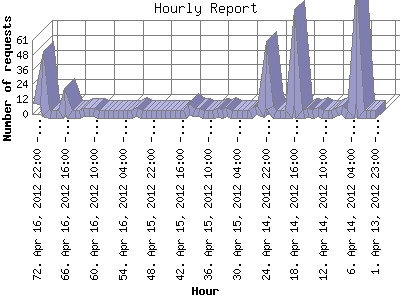 Hourly Report
Number of requests
61
48
36
24
12
0
72. Apr 16, 2012 22:00 -...
66. Apr 16, 2012 16:00 -...
60. Apr 16, 2012 10:00 -...
54. Apr 16, 2012 04:00 -...
48. Apr 15, 2012 22:00 -...
42. Apr 15, 2012 16:00 -...
36. Apr 15, 2012 10:00 -...
30. Apr 15, 2012 04:00 -...
24. Apr 14, 2012 22:00 -...
18. Apr 14, 2012 16:00 -...
12. Apr 14, 2012 10:00 -...
6. Apr 14, 2012 04:00 -...
1. Apr 13, 2012 23:00 -...
Hour